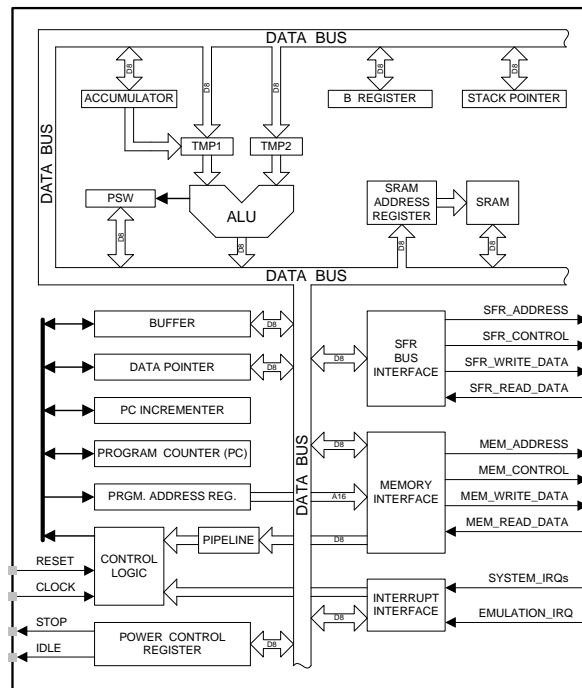 DATA BUS
D8
D8
D8
D8
D8
ACCUMULATOR
B REGISTER
STACK POINTER
DATA BUS
TMP1
TMP2
PSW
ALU
SRAM
ADDRESS
REGISTER
SRAM
D8
D8
D8
D8
DATA BUS
BUFFER
D8
DATA POINTER
D8
PC INCREMENTER
PROGRAM COUNTER (PC)
PRGM. ADDRESS REG.
A16
CONTROL
LOGIC
PIPELINE
D8
RESET
CLOCK
STOP
IDLE
POWER CONTROL
REGISTER
D8
DATA BUS
D8
SFR
BUS
INTERFACE
SFR_ADDRESS
SFR_CONTROL
SFR_WRITE_DATA
SFR_READ_DATA
D8
MEMORY
INTERFACE
MEM_ADDRESS
MEM_CONTROL
MEM_WRITE_DATA
MEM_READ_DATA
INTERRUPT
INTERFACE
D8
SYSTEM_IRQs
EMULATION_IRQ